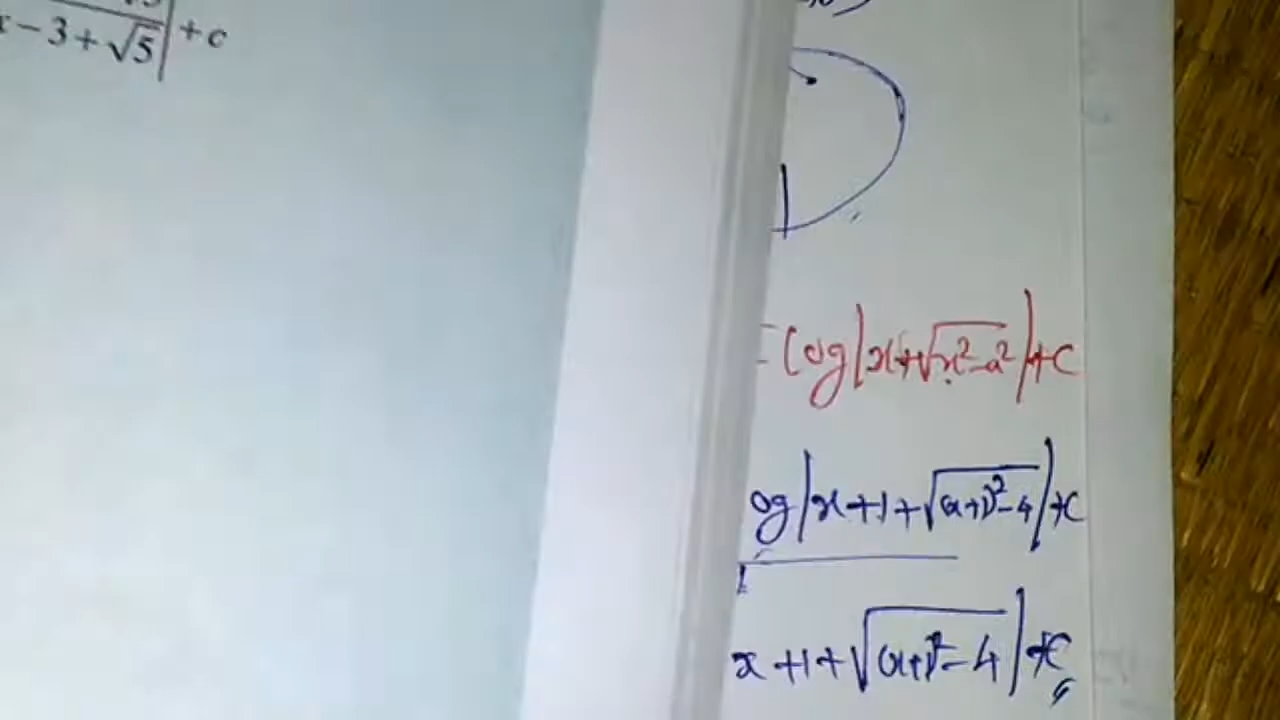 x-3+√5| +c
= log|x+√x²-a²|+c
og|x+1+√(x+1)²-4|+c
x+1+√(x+1)²-4|+c